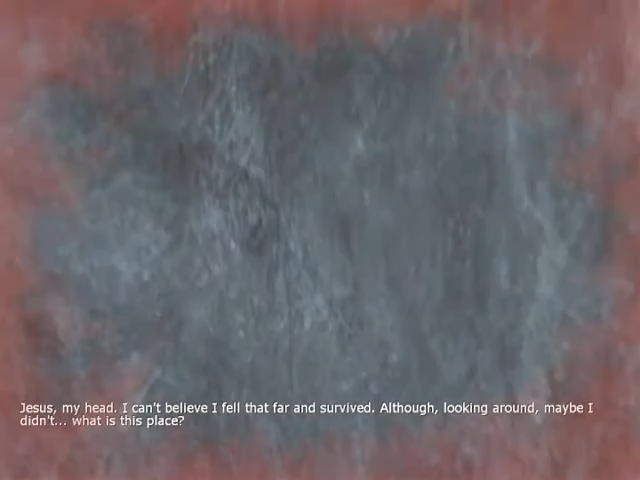 Jesus, my head. I can't believe I fell that far and survived. Although, looking around, maybe I
didn't... what is this place?